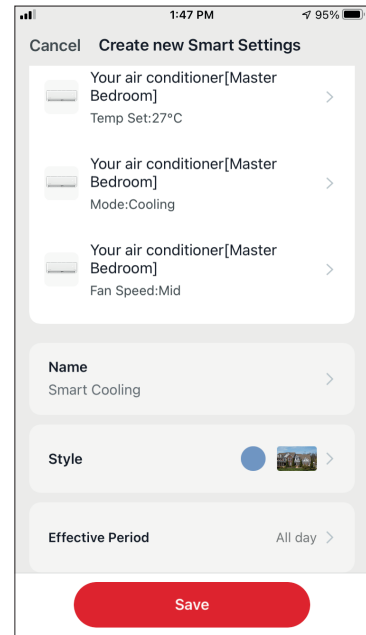 1:47 PM
95%
Cancel Create new Smart Settings
Your air conditioner[Master
Bedroom]
Temp Set:27°C
Your air conditioner[Master
Bedroom]
Mode:Cooling
Your air conditioner[Master
Bedroom]
Fan Speed:Mid
Name
Smart Cooling
Style
Effective Period All day
Save